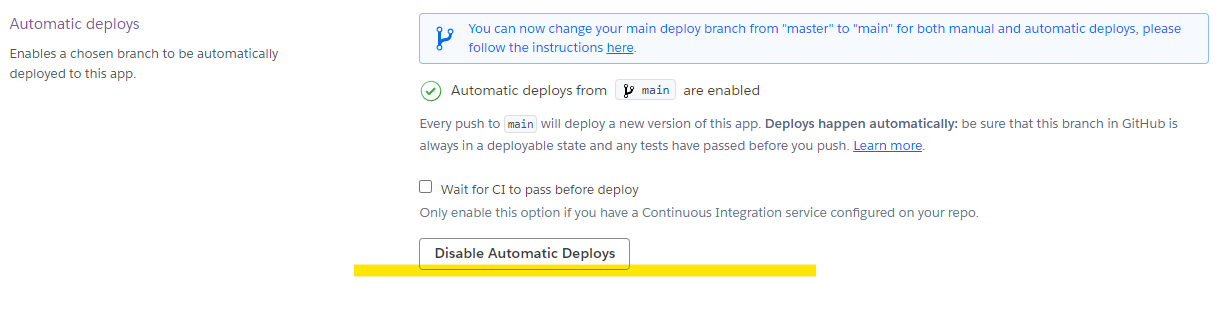 Automatic deploys
Enables a chosen branch to be automatically
deployed to this app.
You can now change your main deploy branch from "master" to "main" for both manual and automatic deploys, please
follow the instructions here.
Automatic deploys from main are enabled
Every push to main will deploy a new version of this app. Deploys happen automatically: be sure that this branch in GitHub is
always in a deployable state and any tests have passed before you push. Learn more.
Wait for CI to pass before deploy
Only enable this option if you have a Continuous Integration service configured on your repo.
Disable Automatic Deploys